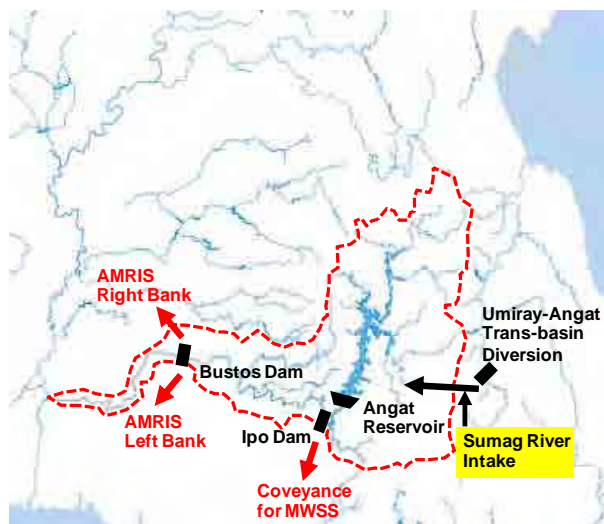 AMRIS
Right Bank
Umiray-Angat
Trans-basin
Diversion
Bustos Dam
AMRIS
Left Bank
Ipo Dam
Angat
Reservoir
Sumag River
Intake
Coveyance
for MWSS